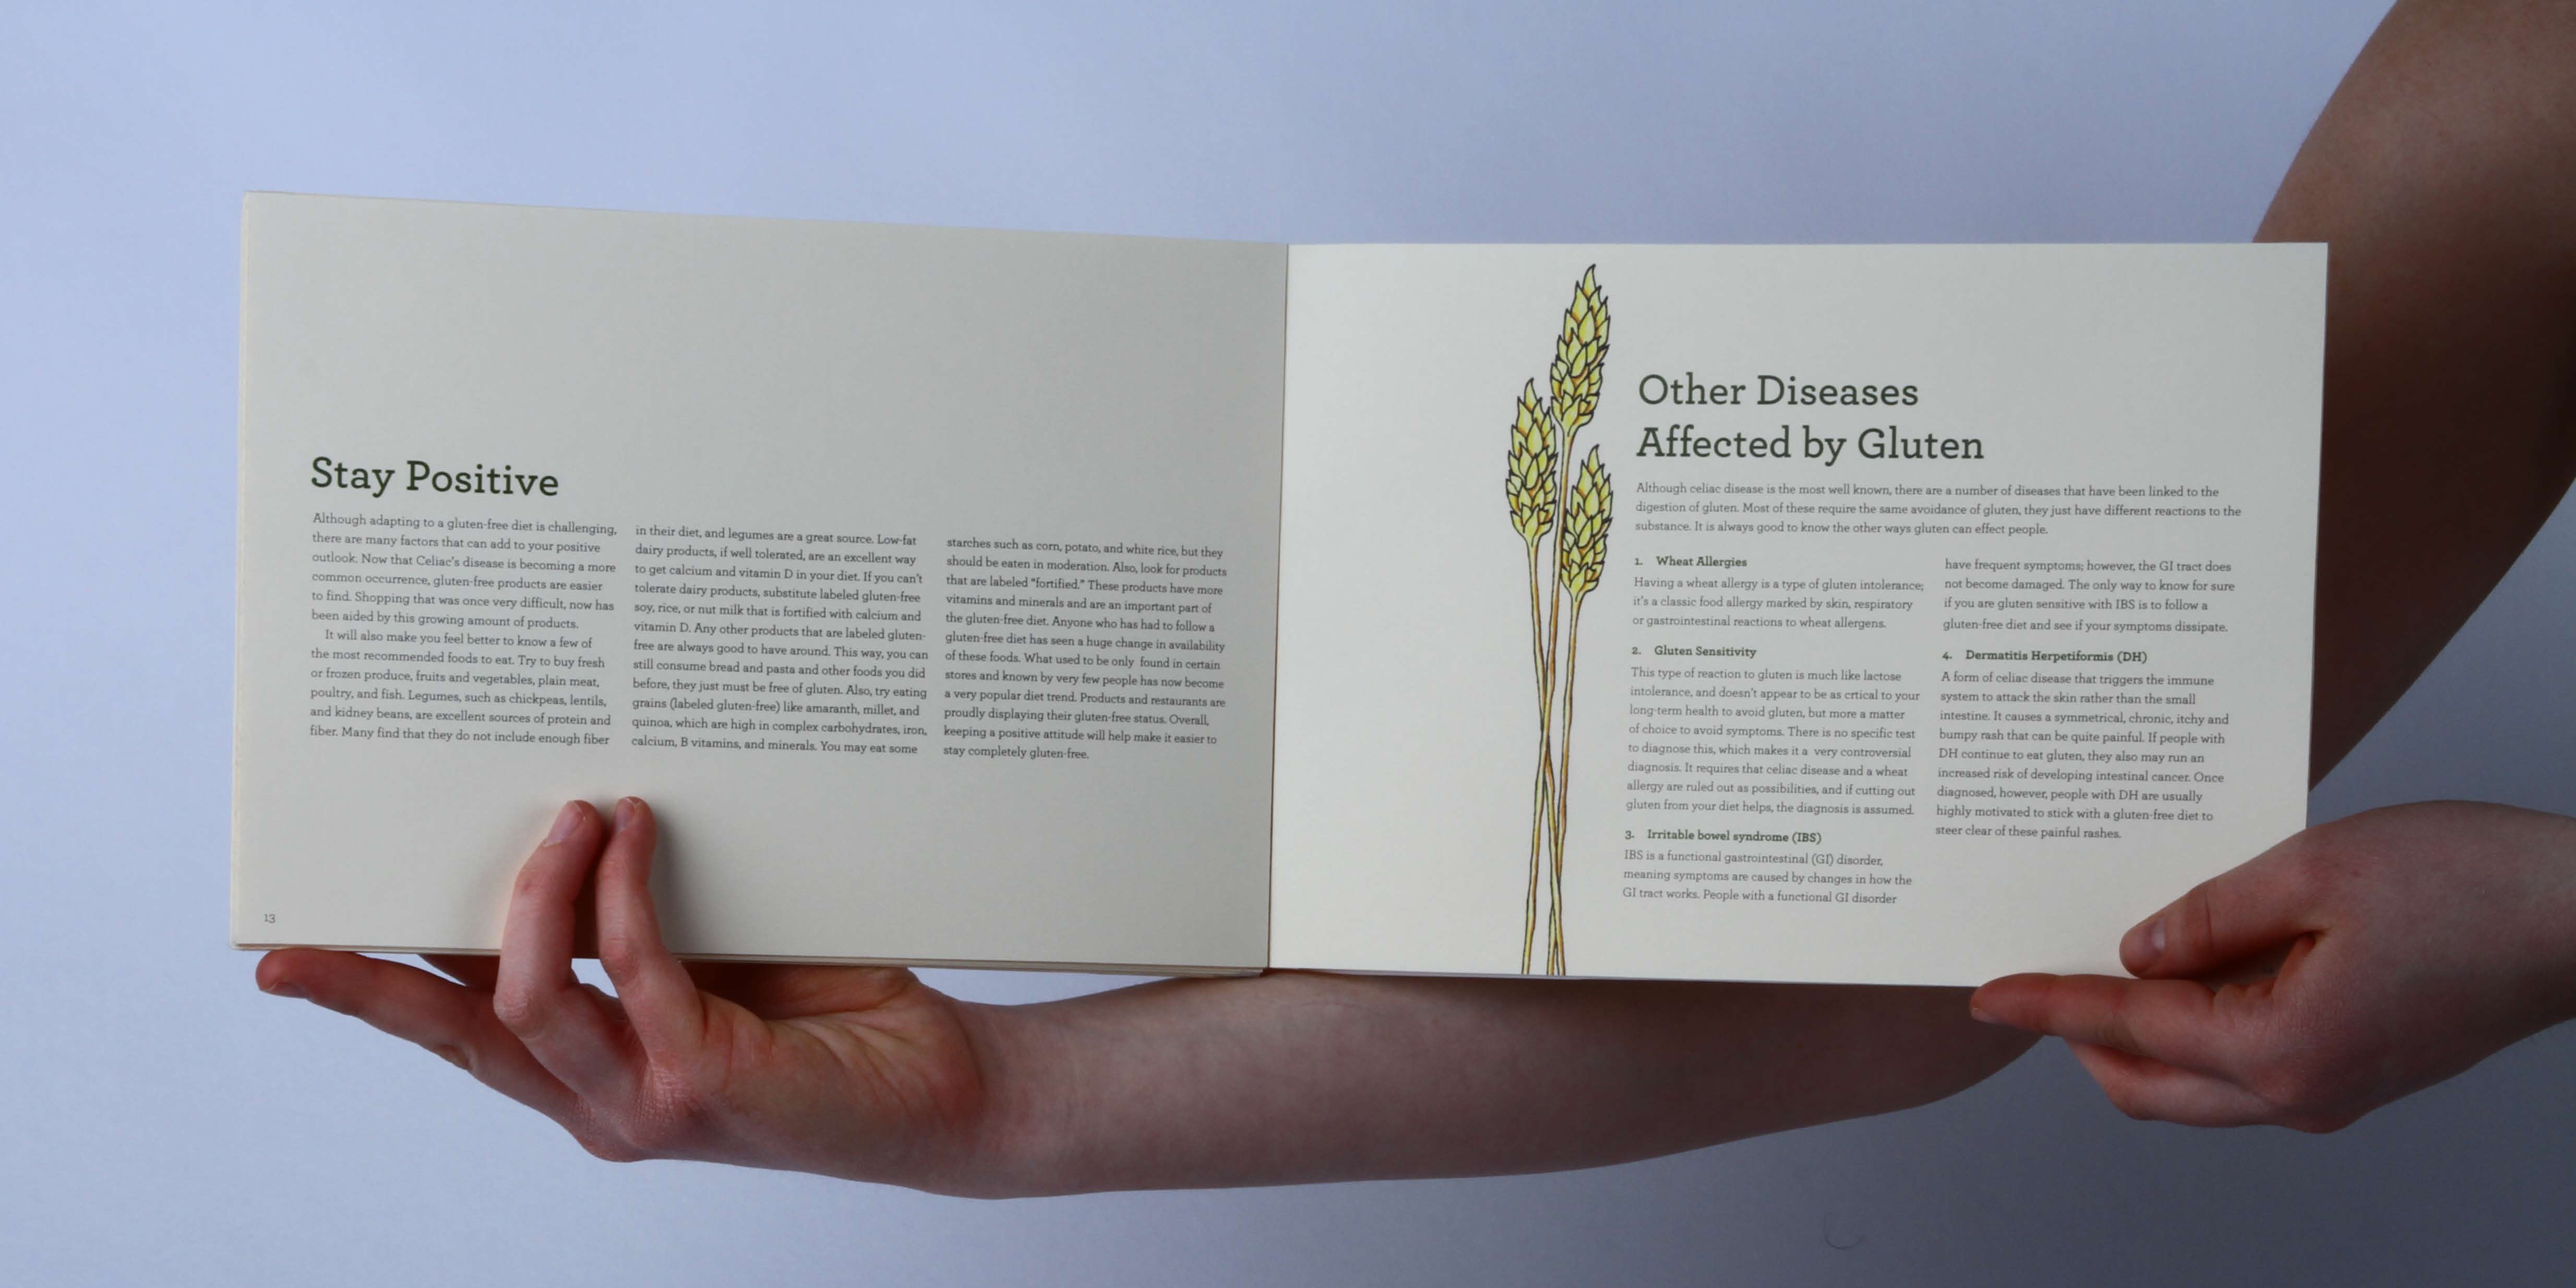 Stay Positive
Although adapting to a gluten-free diet is challenging,
there are many factors that can add to your positive
outlook. Now that Celiac's disease is becoming a more
common occurrence, gluten-free products are easier
to find. Shopping that was once very difficult, now has
been aided by this growing amount of products.
It will also make you feel better to know a few of
the most recommended foods to eat. Try to buy fresh
or frozen produce, fruits and vegetables, plain meat,
poultry, and fish. Legumes, such as chickpeas, lentils,
and kidney beans, are excellent sources of protein and
fiber. Many find that they do not include enough fiber
in their diet, and legumes are a great source. Low-fat
dairy products, if well tolerated, are an excellent way
to get calcium and vitamin D in your diet. If you can't
tolerate dairy products, substitute labeled gluten-free
soy, rice, or nut milk that is fortified with calcium and
vitamin D. Any other products that are labeled gluten-
free are always good to have around. This way, you can
still consume bread and pasta and other foods you did
before, they just must be free of gluten. Also, try eating
grains (labeled gluten-free) like amaranth, millet, and
quinoa, which are high in complex carbohydrates, iron,
calcium, B vitamins, and minerals. You may eat some
starches such as corn, potato, and white rice, but they
should be eaten in moderation. Also, look for products
that are labeled "fortified." These products have more
vitamins and minerals and are an important part of
the gluten-free diet. Anyone who has had to follow a
gluten-free diet has seen a huge change in availability
of these foods. What used to be only found in certain
stores and known by very few people has now become
a very popular diet trend. Products and restaurants are
proudly displaying their gluten-free status. Overall,
keeping a positive attitude will help make it easier to
stay completely gluten-free.
13
Other Diseases
Affected by Gluten
Although celiac disease is the most well known, there are a number of diseases that have been linked to the
digestion of gluten. Most of these require the same avoidance of gluten, they just have different reactions to the
substance. It is always good to know the other ways gluten can effect people.
1. Wheat Allergies
Having a wheat allergy is a type of gluten intolerance;
it's a classic food allergy marked by skin, respiratory
or gastrointestinal reactions to wheat allergens.
2. Gluten Sensitivity
This type of reaction to gluten is much like lactose
intolerance, and doesn't appear to be as crtical to your
long-term health to avoid gluten, but more a matter
of choice to avoid symptoms. There is no specific test
to diagnose this, which makes it a very controversial
diagnosis. It requires that celiac disease and a wheat
allergy are ruled out as possibilities, and if cutting out
gluten from your diet helps, the diagnosis is assumed.
3. Irritable bowel syndrome (IBS)
IBS is a functional gastrointestinal (GI) disorder,
meaning symptoms are caused by changes in how the
GI tract works. People with a functional GI disorder
have frequent symptoms; however, the GI tract does
not become damaged. The only way to know for sure
if you are gluten sensitive with IBS is to follow a
gluten-free diet and see if your symptoms dissipate.
4. Dermatitis Herpetiformis (DH)
A form of celiac disease that triggers the immune
system to attack the skin rather than the small
intestine. It causes a symmetrical, chronic, itchy and
bumpy rash that can be quite painful. If people with
DH continue to eat gluten, they also may run an
increased risk of developing intestinal cancer. Once
diagnosed, however, people with DH are usually
highly motivated to stick with a gluten-free diet to
steer clear of these painful rashes.